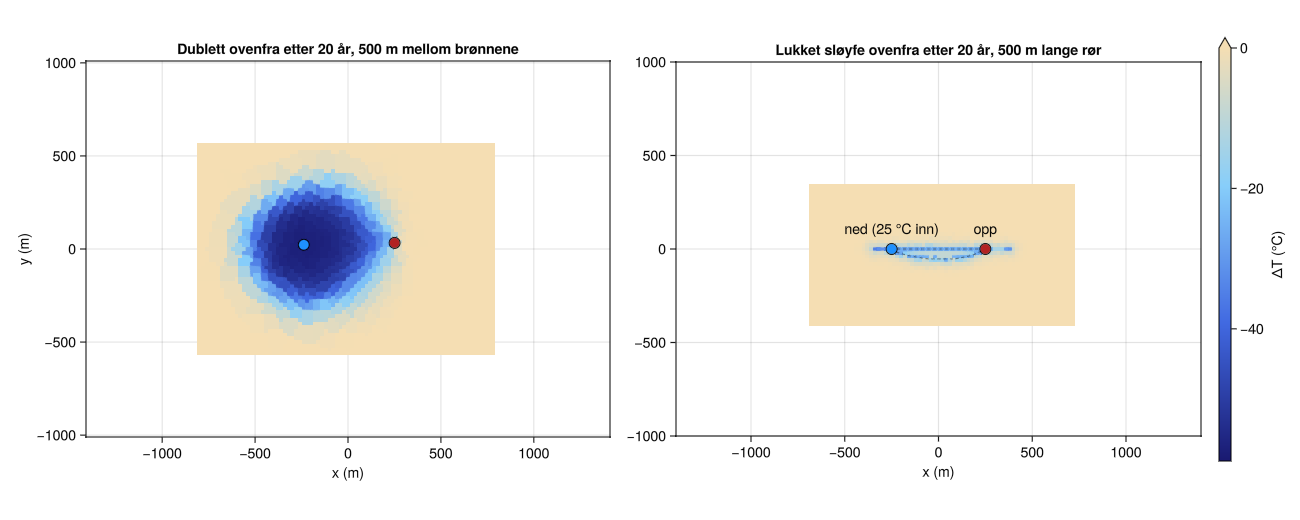 Dublett ovenfra etter 20 år, 500 m mellom brønnene
1000
500
0
−500
−1000
y (m)
−1000
−500
0
500
1000
x (m)
Lukket sløyfe ovenfra etter 20 år, 500 m lange rør
1000
500
0
−500
−1000
ned (25 °C inn)
opp
−1000
−500
0
500
1000
x (m)
0
−20
−40
ΔT (°C)